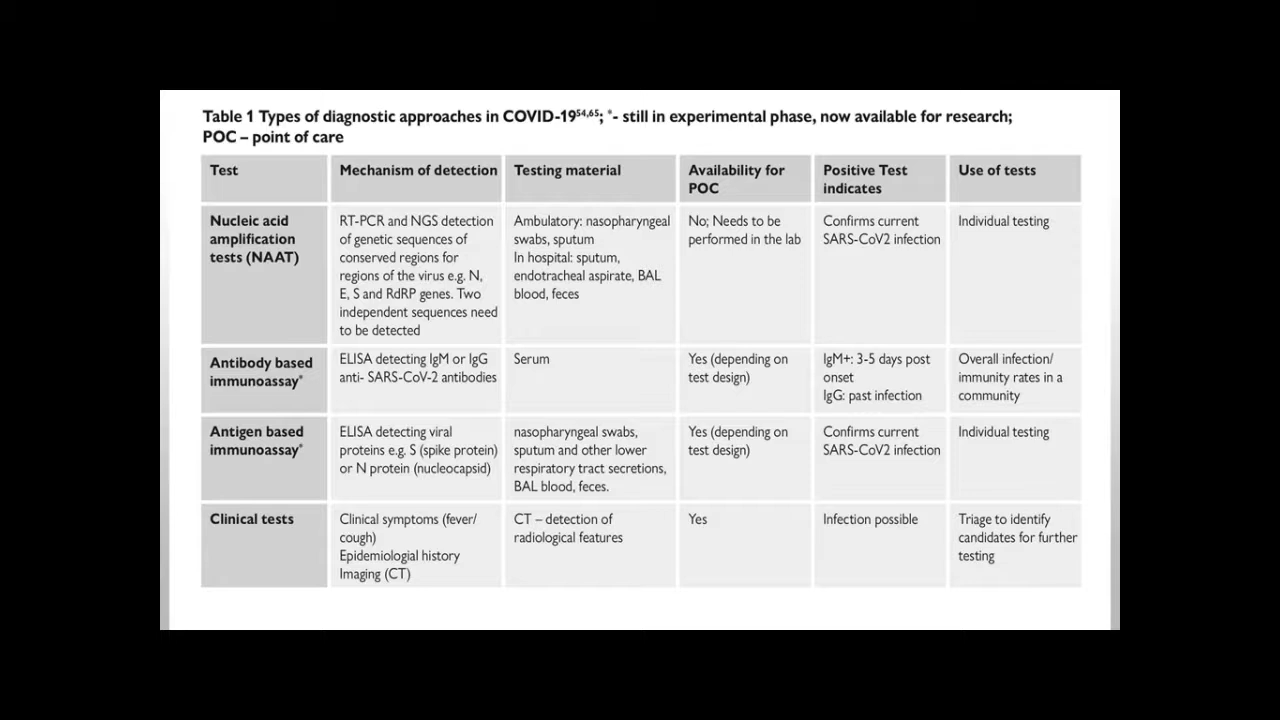 Table 1 Types of diagnostic approaches in COVID-1954,65; *- still in experimental phase, now available for research;
POC – point of care
Test
Mechanism of detection
Testing material
Availability for
POC
Positive Test
indicates
Use of tests
Nucleic acid
amplification
tests (NAAT)
RT-PCR and NGS detection
of genetic sequences of
conserved regions for
regions of the virus e.g. N,
E, S and RdRP genes. Two
independent sequences need
to be detected
Ambulatory: nasopharyngeal
swabs, sputum
In hospital: sputum,
endotracheal aspirate, BAL
blood, feces
No; Needs to be
performed in the lab
Confirms current
SARS-CoV2 infection
Individual testing
Antibody based
immunoassay*
ELISA detecting IgM or IgG
anti- SARS-CoV-2 antibodies
Serum
Yes (depending on
test design)
IgM+: 3-5 days post
onset
IgG: past infection
Overall infection/
immunity rates in a
community
Antigen based
immunoassay*
ELISA detecting viral
proteins e.g. S (spike protein)
or N protein (nucleocapsid)
nasopharyngeal swabs,
sputum and other lower
respiratory tract secretions,
BAL blood, feces.
Yes (depending on
test design)
Confirms current
SARS-CoV2 infection
Individual testing
Clinical tests
Clinical symptoms (fever/
cough)
Epidemiologial history
Imaging (CT)
CT – detection of
radiological features
Yes
Infection possible
Triage to identify
candidates for further
testing